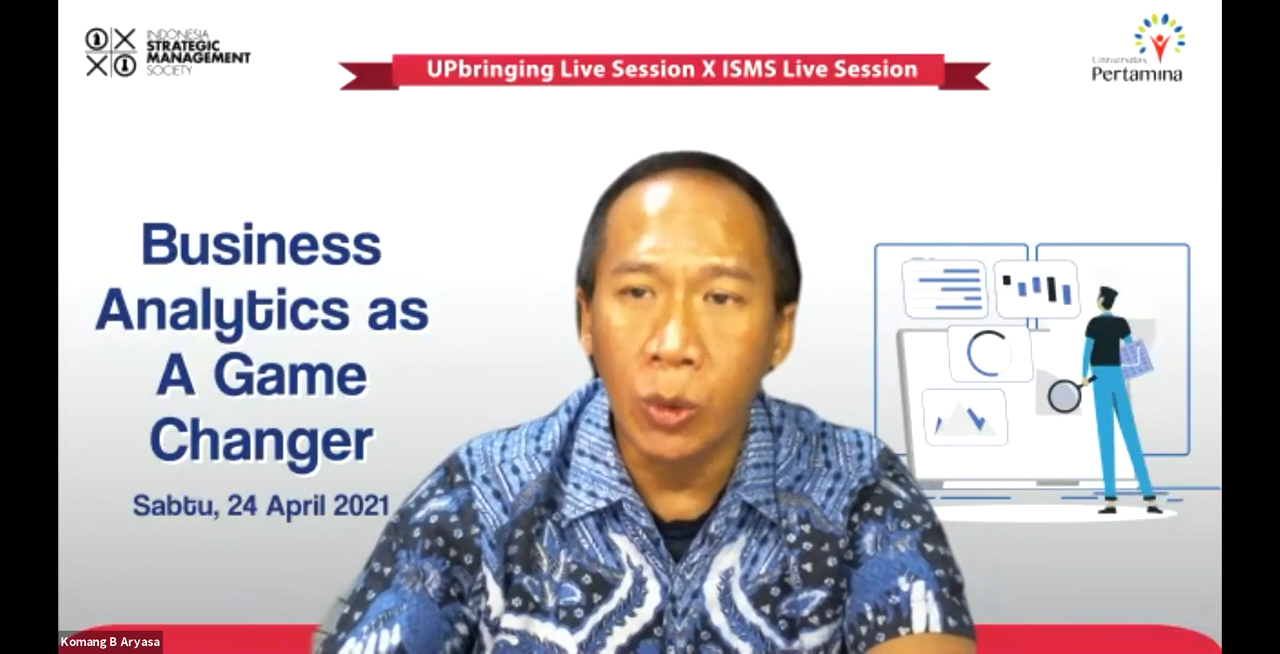 INDONESIA
STRATEGIC
MANAGEMENT
SOCIETY
UPbringing Live Session X ISMS Live Session
Universitas
Pertamina
Business
Analytics as
A Game
Changer
Sabtu, 24 April 2021
Komang B Aryasa